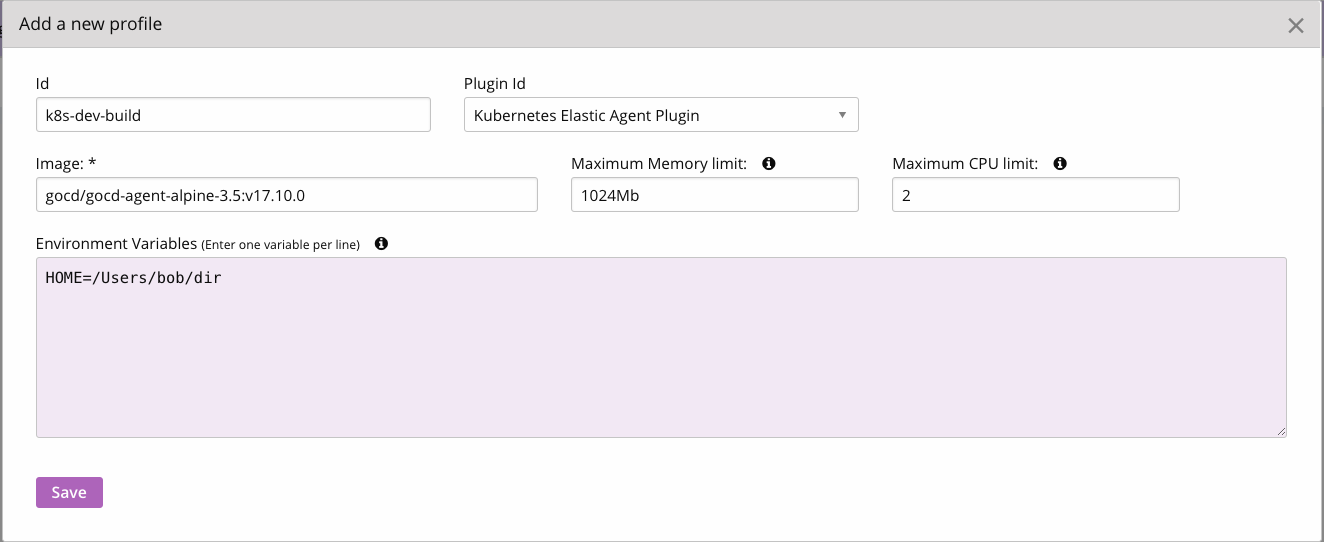 Add a new profile
Id
Plugin Id
k8s-dev-build
Kubernetes Elastic Agent Plugin
Image: *
Maximum Memory limit:
Maximum CPU limit:
gocd/gocd-agent-alpine-3.5:v17.10.0
1024Mb
2
Environment Variables (Enter one variable per line)
HOME=/Users/bob/dir
Save